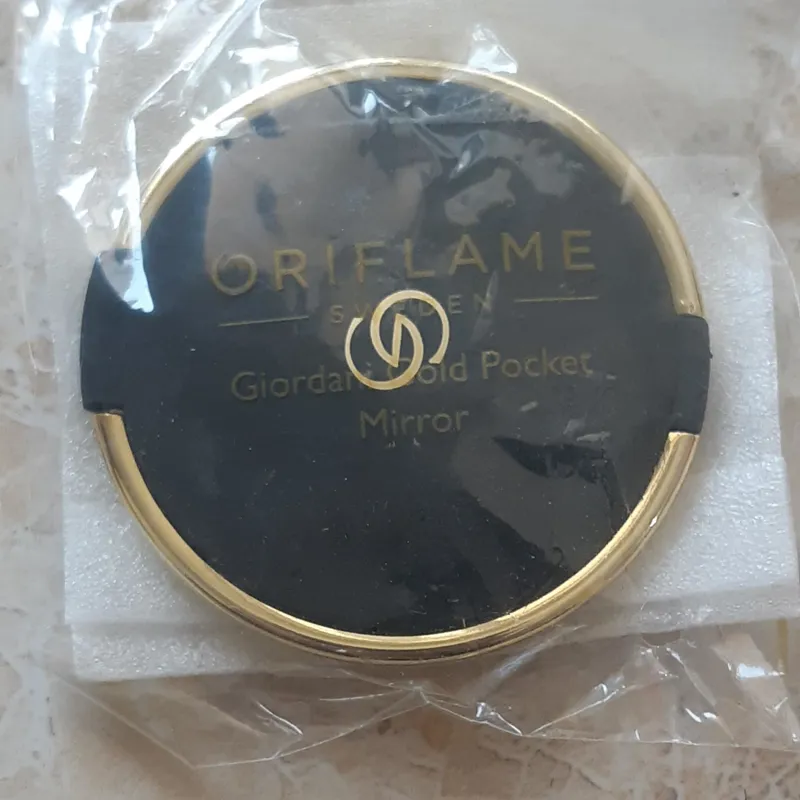 ORIFLAME
SWEDEN
Giordani Gold Pocket
Mirror